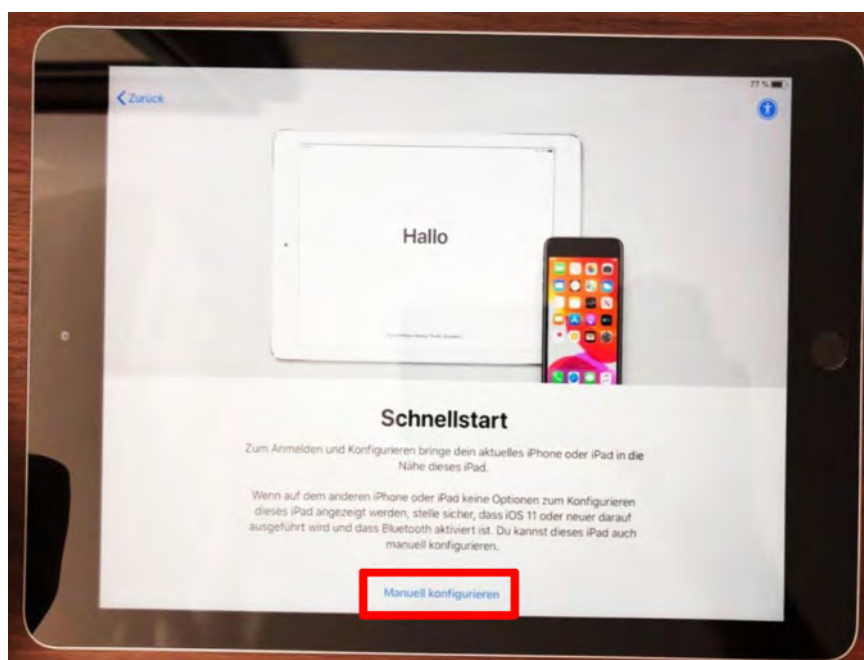 77 %
Zurück
Hallo
Schnellstart
Zum Anmelden und Konfigurieren bringe dein aktuelles iPhone oder iPad in die
Nähe dieses iPad.
Wenn auf dem anderen iPhone oder iPad keine Optionen zum Konfigurieren
dieses iPad angezeigt werden, stelle sicher, dass iOS 11 oder neuer darauf
ausgeführt wird und dass Bluetooth aktiviert ist. Du kannst dieses iPad auch
manuell konfigurieren.
Manuell konfigurieren